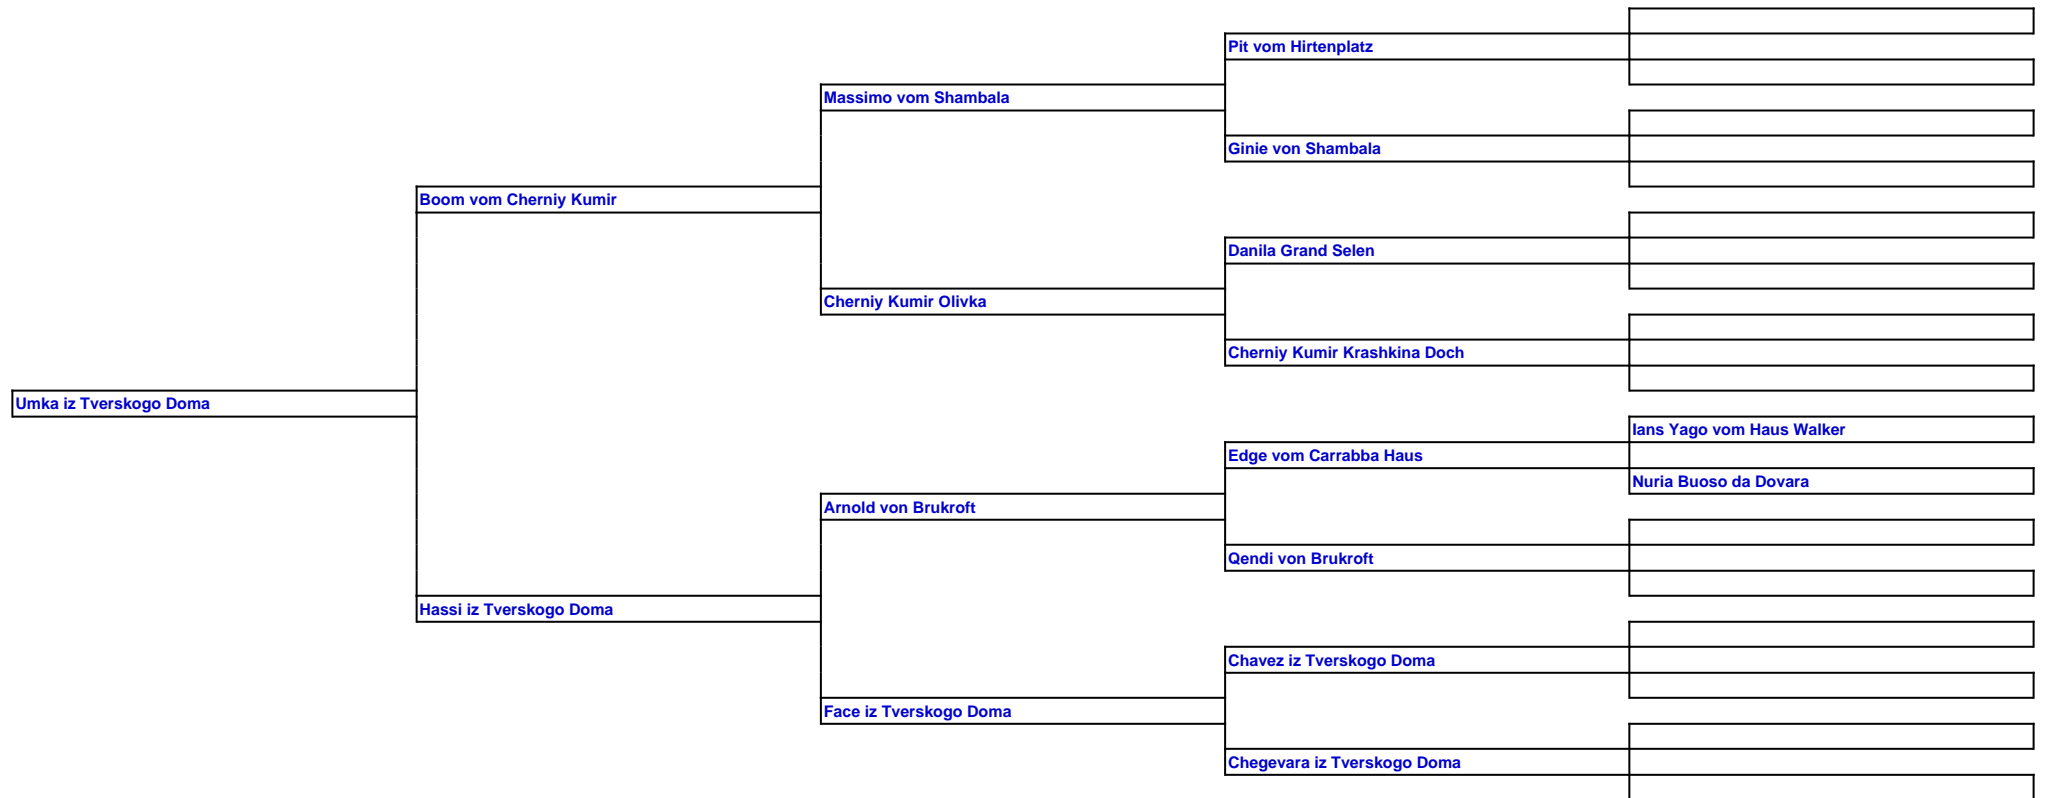 Pit vom Hirtenplatz
Massimo vom Shambala
Ginie von Shambala
Boom vom Cherniy Kumir
Danila Grand Selen
Cherniy Kumir Olivka
Cherniy Kumir Krashkina Doch
Umka iz Tverskogo Doma
Ians Yago vom Haus Walker
Edge vom Carrabba Haus
Nuria Buoso da Dovara
Arnold von Brukroft
Qendi von Brukroft
Hassi iz Tverskogo Doma
Chavez iz Tverskogo Doma
Face iz Tverskogo Doma
Chegevara iz Tverskogo Doma